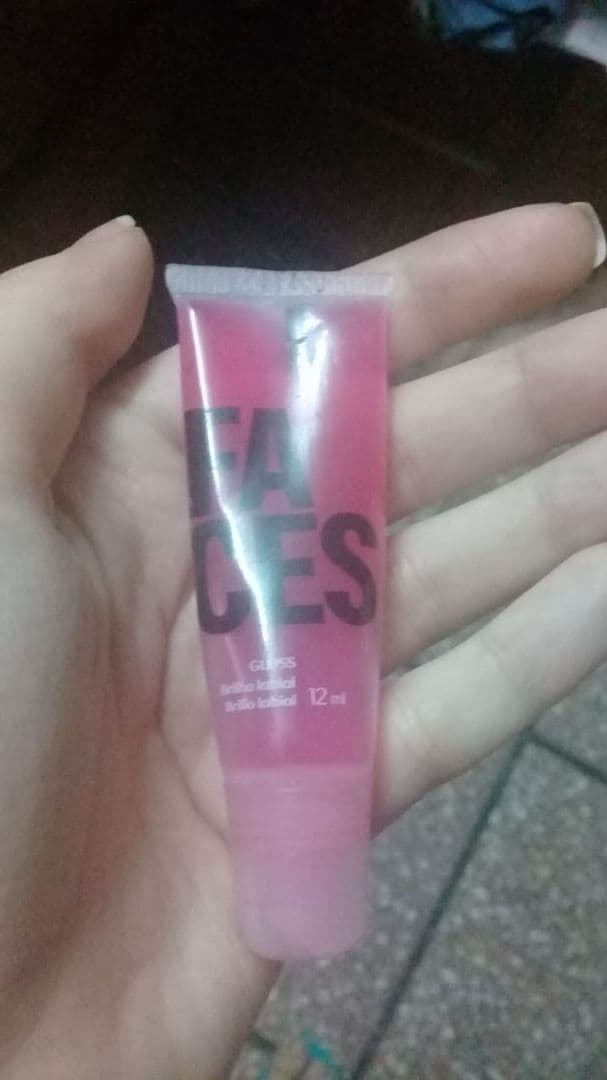 FA
CES
GLOSS
Brilho labial
Brillo labial 12 ml